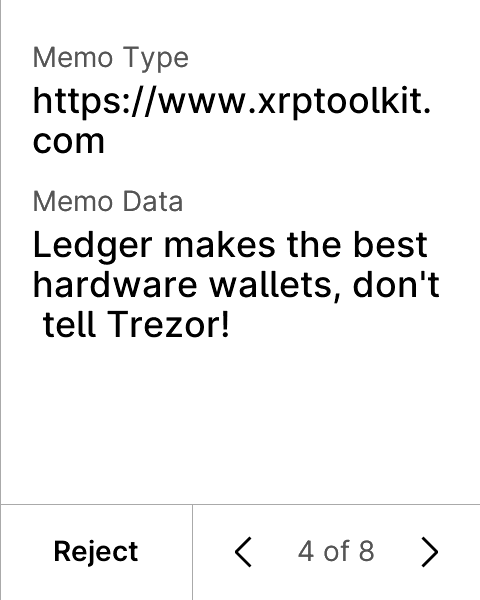 Memo Type
https://www.xrptoolkit.
com
Memo Data
Ledger makes the best
hardware wallets, don't
tell Trezor!
Reject
4 of 8